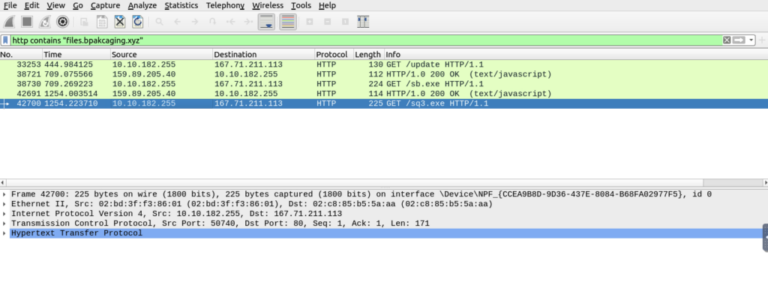 File Edit View Go Capture Analyze Statistics Telephony Wireless Tools Help
http contains "files.bpakcaging.xyz"
No. Time Source Destination Protocol Length Info
33253 444.984125 10.10.182.255 167.71.211.113 HTTP 130 GET /update HTTP/1.1
38721 709.075566 159.89.205.40 10.10.182.255 HTTP 112 HTTP/1.0 200 OK (text/javascript)
38730 709.269223 10.10.182.255 167.71.211.113 HTTP 224 GET /sb.exe HTTP/1.1
42691 1254.003514 159.89.205.40 10.10.182.255 HTTP 114 HTTP/1.0 200 OK (text/javascript)
42700 1254.223710 10.10.182.255 167.71.211.113 HTTP 225 GET /sq3.exe HTTP/1.1
Frame 42700: 225 bytes on wire (1800 bits), 225 bytes captured (1800 bits) on interface \Device\NPF_{CCEA9B8D-9D36-437E-8084-B68FA02977F5}, id 0
Ethernet II, Src: 02:bd:3f:f3:86:01 (02:bd:3f:f3:86:01), Dst: 02:c8:85:b5:5a:aa (02:c8:85:b5:5a:aa)
Internet Protocol Version 4, Src: 10.10.182.255, Dst: 167.71.211.113
Transmission Control Protocol, Src Port: 50740, Dst Port: 80, Seq: 1, Ack: 1, Len: 171
Hypertext Transfer Protocol